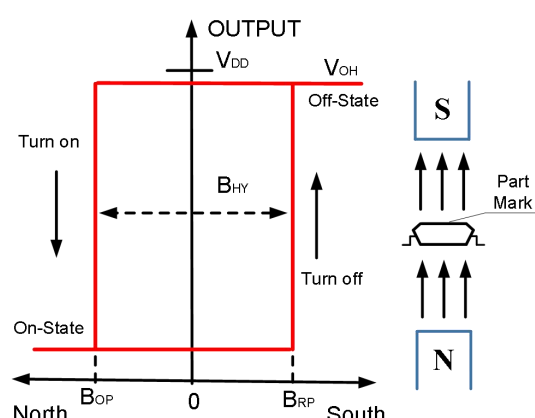 OUTPUT
VDD
VOH
Off-State
S
Turn on
BHY
Part
Mark
Turn off
On-State
N
BOP
0
BRP
North
South